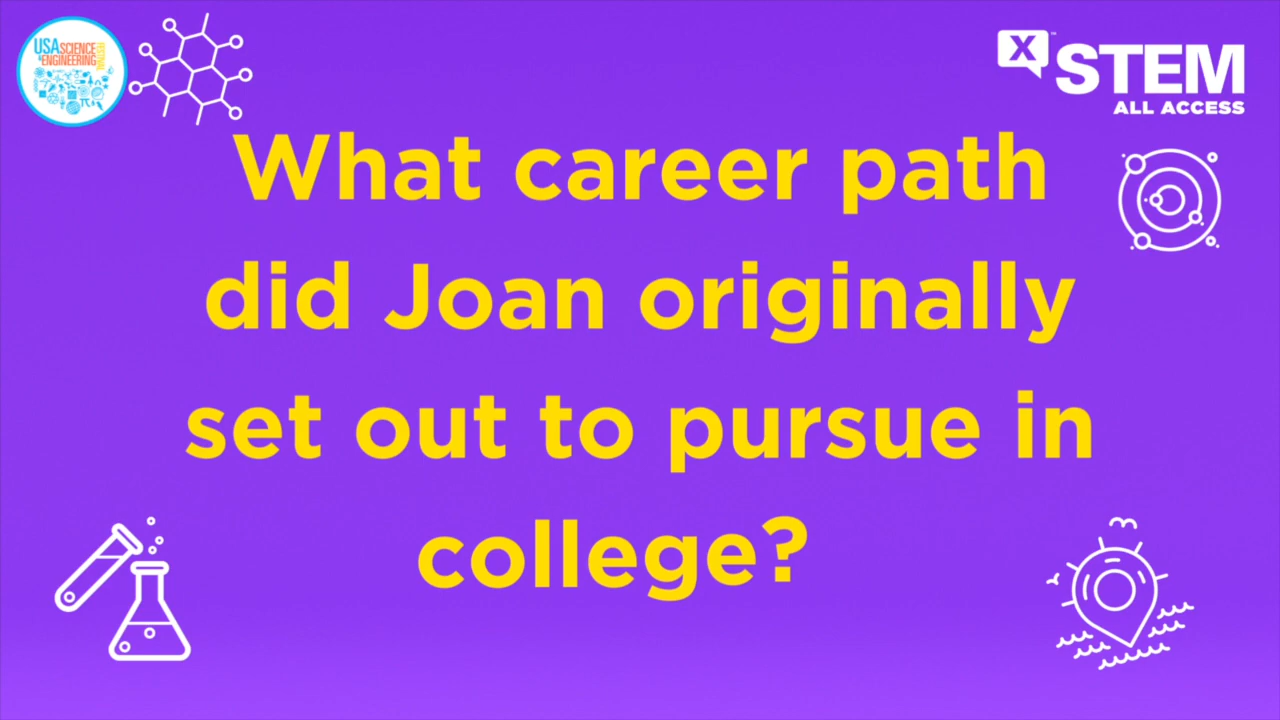 USA SCIENCE
& ENGINEERING
FESTIVAL
X STEM
ALL ACCESS
What career path
did Joan originally
set out to pursue in
college?